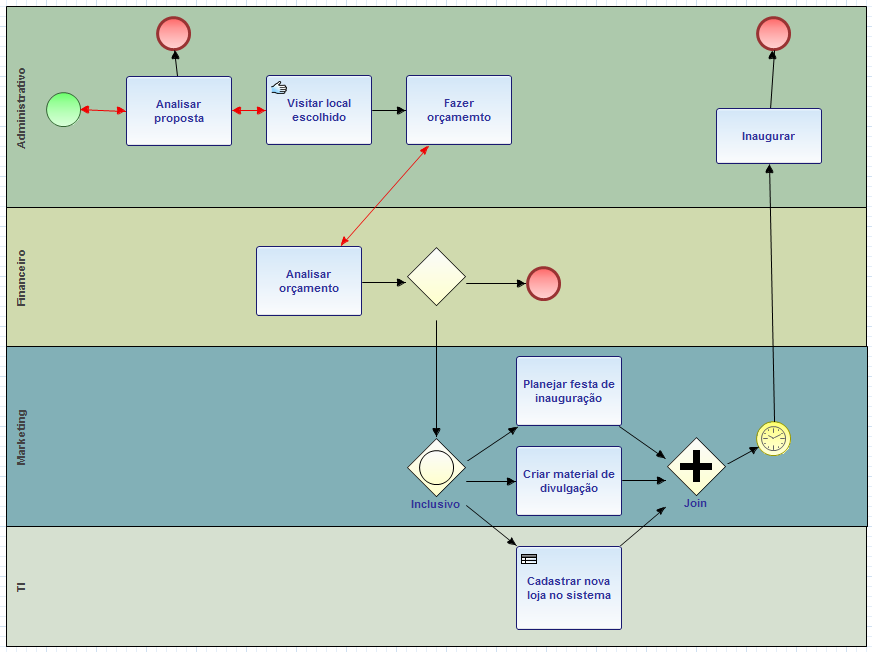 Administrativo
Analisar
proposta
Visitar local
escolhido
Fazer
orçamemto
Inaugurar
Financeiro
Analisar
orçamento
Marketing
Planejar festa de
inauguração
Inclusivo
Criar material de
divulgação
Join
TI
Cadastrar nova
loja no sistema